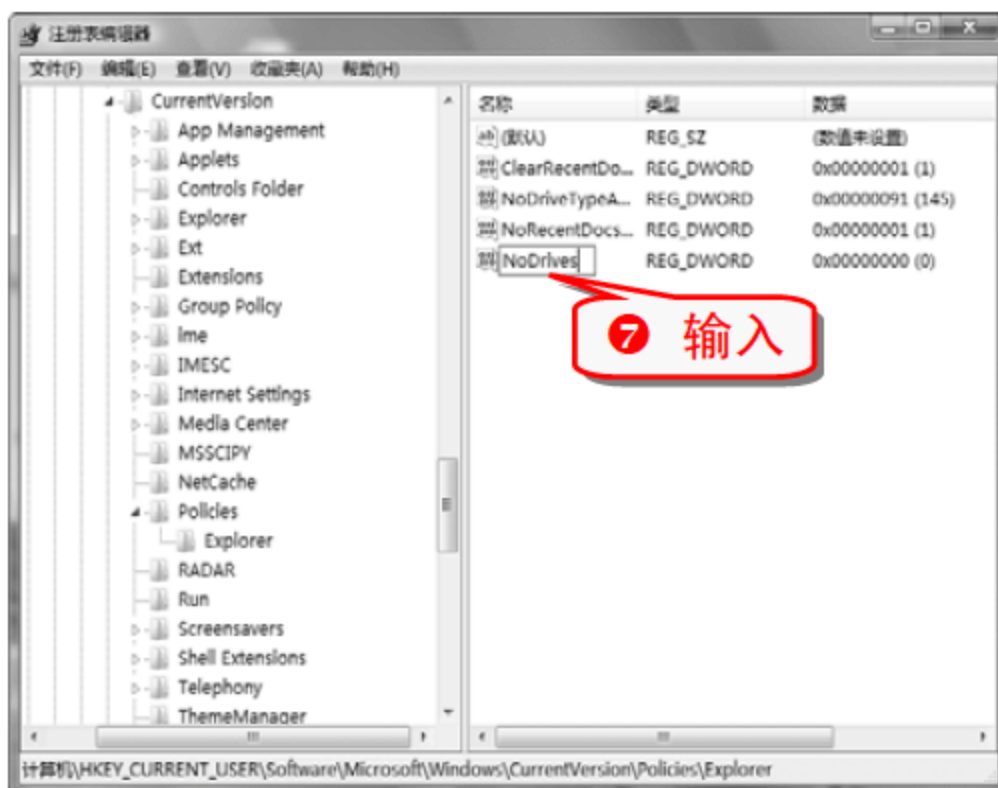 注册表编辑器
文件(F) 编辑(E) 查看(V) 收藏夹(A) 帮助(H)
CurrentVersion
App Management
Applets
Controls Folder
Explorer
Ext
Extensions
Group Policy
Ime
IMESC
Internet Settings
Media Center
MSSCIPY
NetCache
Policies
Explorer
RADAR
Run
Screensavers
Shell Extensions
Telephony
ThemeManager
名称 类型 数据
(默认) REG_SZ (数值未设置)
ClearRecentDo... REG_DWORD 0x00000001 (1)
NoDriveTypeA... REG_DWORD 0x00000091 (145)
NoRecentDocs... REG_DWORD 0x00000001 (1)
NoDrives REG_DWORD 0x00000000 (0)
❼ 输入
计算机\HKEY_CURRENT_USER\Software\Microsoft\Windows\CurrentVersion\Policies\Explorer